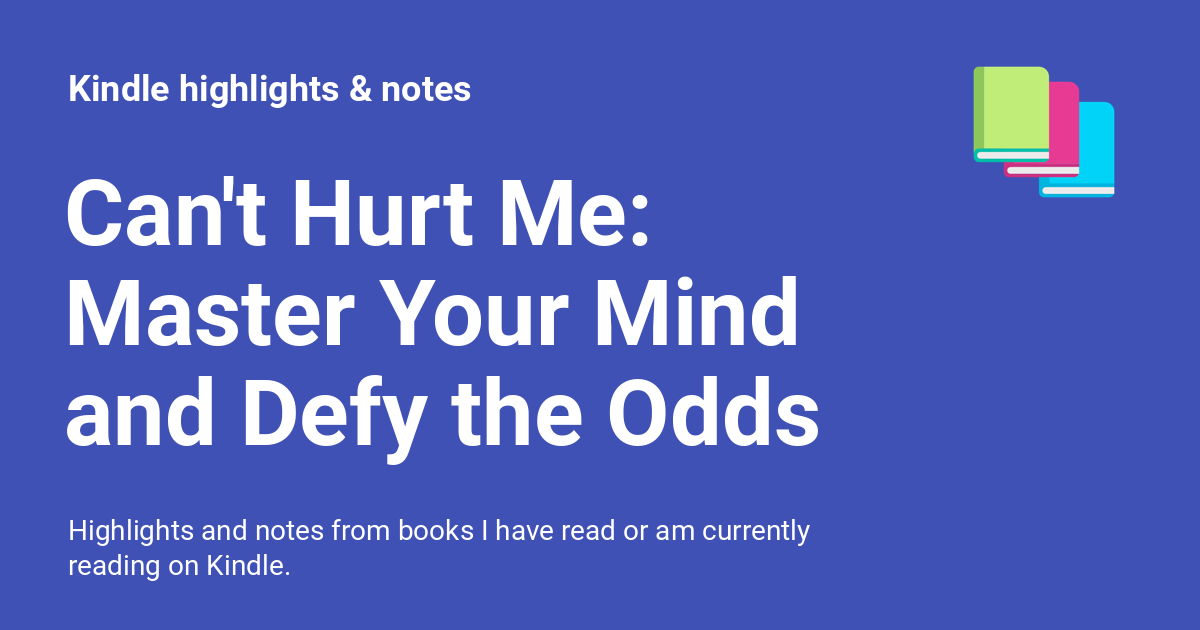 Kindle highlights & notes
Can't Hurt Me:
Master Your Mind
and Defy the Odds
Highlights and notes from books I have read or am currently
reading on Kindle.